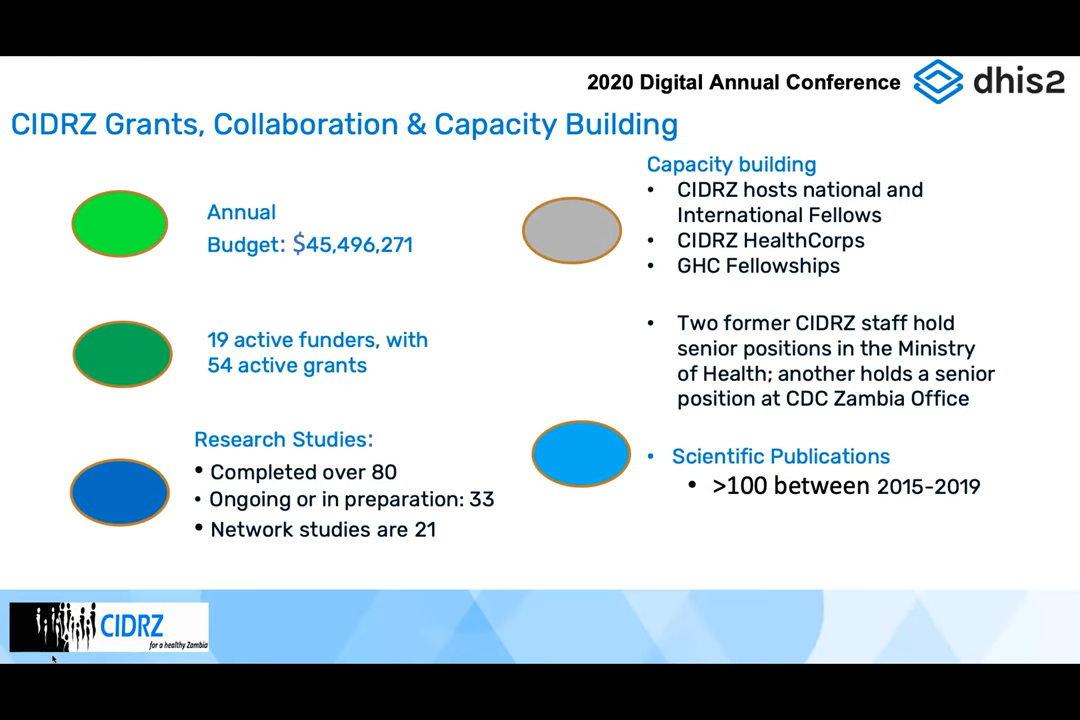 2020 Digital Annual Conference
dhis2
CIDRZ Grants, Collaboration & Capacity Building
Annual
Budget: $45,496,271
19 active funders, with
54 active grants
Research Studies:
• Completed over 80
• Ongoing or in preparation: 33
• Network studies are 21
Capacity building
• CIDRZ hosts national and
International Fellows
• CIDRZ HealthCorps
• GHC Fellowships
• Two former CIDRZ staff hold
senior positions in the Ministry
of Health; another holds a senior
position at CDC Zambia Office
• Scientific Publications
• >100 between 2015-2019
CIDRZ
for a healthy Zambia